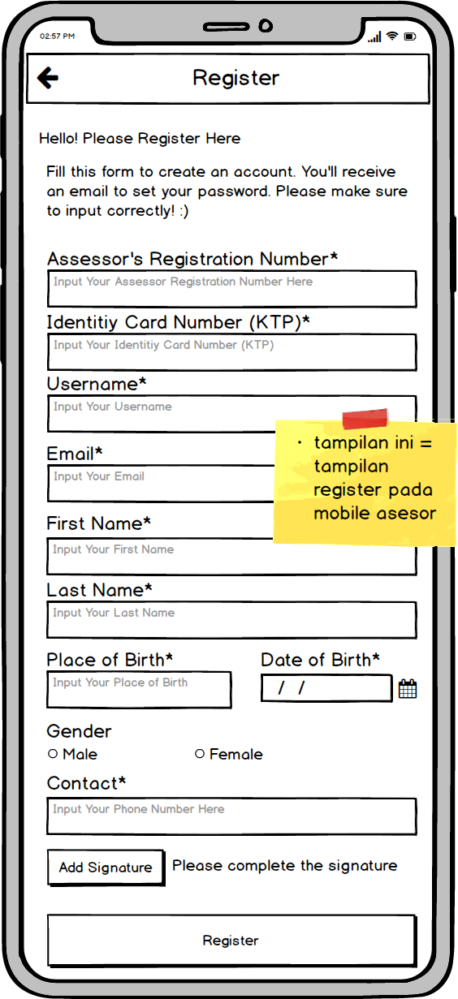 02:57 PM
Register
Hello! Please Register Here
Fill this form to create an account. You'll receive
an email to set your password. Please make sure
to input correctly! :)
Assessor's Registration Number*
Input Your Assessor Registration Number Here
Identitiy Card Number (KTP)*
Input Your Identitiy Card Number (KTP)
Username*
Input Your Username
· tampilan ini =
tampilan
register pada
mobile asesor
Email*
Input Your Email
First Name*
Input Your First Name
Last Name*
Input Your Last Name
Place of Birth* Date of Birth*
Input Your Place of Birth / /
Gender
Male Female
Contact*
Input Your Phone Number Here
Add Signature Please complete the signature
Register